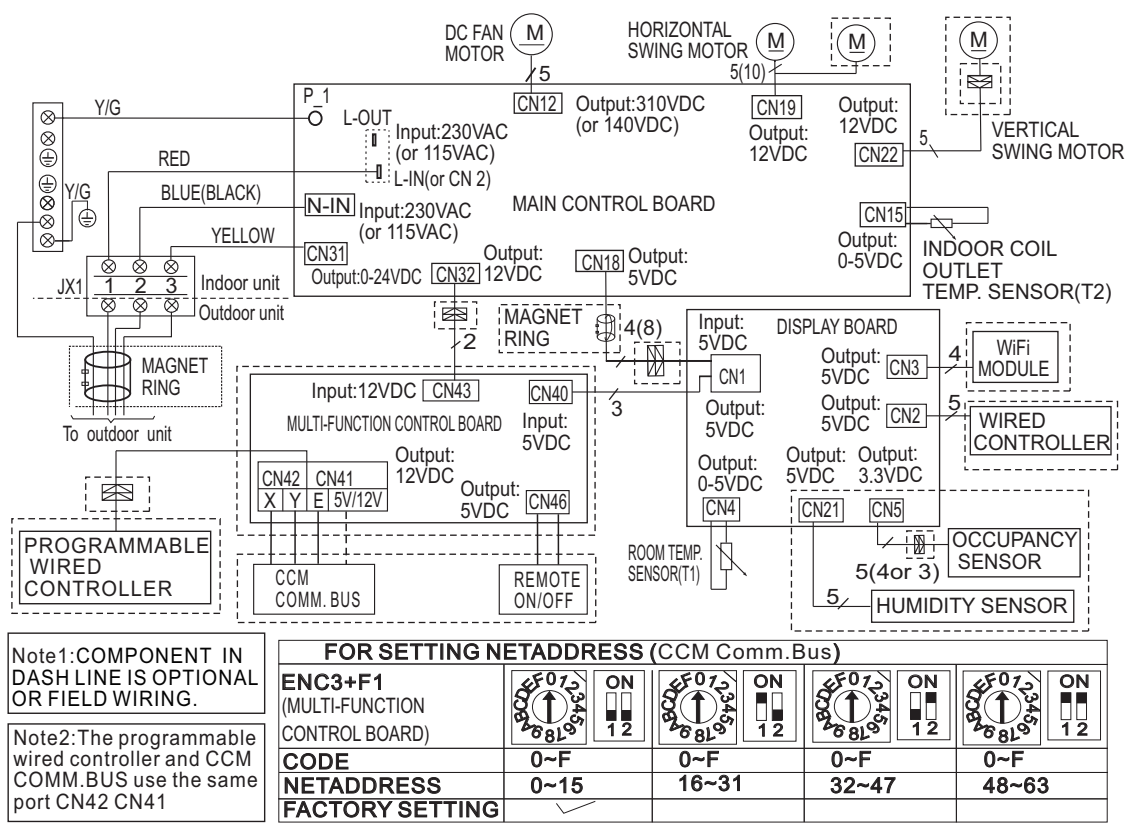 DC FAN
MOTOR
M
5
HORIZONTAL
SWING MOTOR
M
M
5(10)
M
VERTICAL
SWING MOTOR
5
Y/G
P_1
L-OUT
Input:230VAC
(or 115VAC)
CN12
Output:310VDC
(or 140VDC)
CN19
Output:
12VDC
Output:
12VDC
CN22
RED
L-IN(or CN 2)
Y/G
BLUE(BLACK)
N-IN
Input:230VAC
(or 115VAC)
MAIN CONTROL BOARD
CN15
Output:
0-5VDC
INDOOR COIL
OUTLET
TEMP. SENSOR(T2)
YELLOW
CN31
Output:0-24VDC
CN32
Output:
12VDC
CN18
Output:
5VDC
JX1
1 2 3
Indoor unit
Outdoor unit
MAGNET
RING
To outdoor unit
2
MAGNET
RING
4(8)
Input:
5VDC
DISPLAY BOARD
CN1
Output:
5VDC
Output:
5VDC
CN3
4
WiFi
MODULE
Output:
5VDC
CN2
5
WIRED
CONTROLLER
Input:12VDC
CN43
CN40
3
MULTI-FUNCTION CONTROL BOARD
Input:
5VDC
Output:
12VDC
CN42 CN41
X Y E 5V/12V
Output:
5VDC
CN46
Output:
0-5VDC
CN4
Output:
5VDC
CN21
Output:
3.3VDC
CN5
PROGRAMMABLE
WIRED
CONTROLLER
CCM
COMM. BUS
REMOTE
ON/OFF
ROOM TEMP.
SENSOR(T1)
5(4or 3)
OCCUPANCY
SENSOR
5
HUMIDITY SENSOR
Note1:COMPONENT IN
DASH LINE IS OPTIONAL
OR FIELD WIRING.
Note2:The programmable
wired controller and CCM
COMM.BUS use the same
port CN42 CN41
FOR SETTING NETADDRESS (CCM Comm.Bus)
ENC3+F1
(MULTI-FUNCTION
CONTROL BOARD)
0123456789ABCDEF
ON
1 2
0123456789ABCDEF
ON
1 2
0123456789ABCDEF
ON
1 2
0123456789ABCDEF
ON
1 2
CODE 0~F 0~F 0~F 0~F
NETADDRESS 0~15 16~31 32~47 48~63
FACTORY SETTING